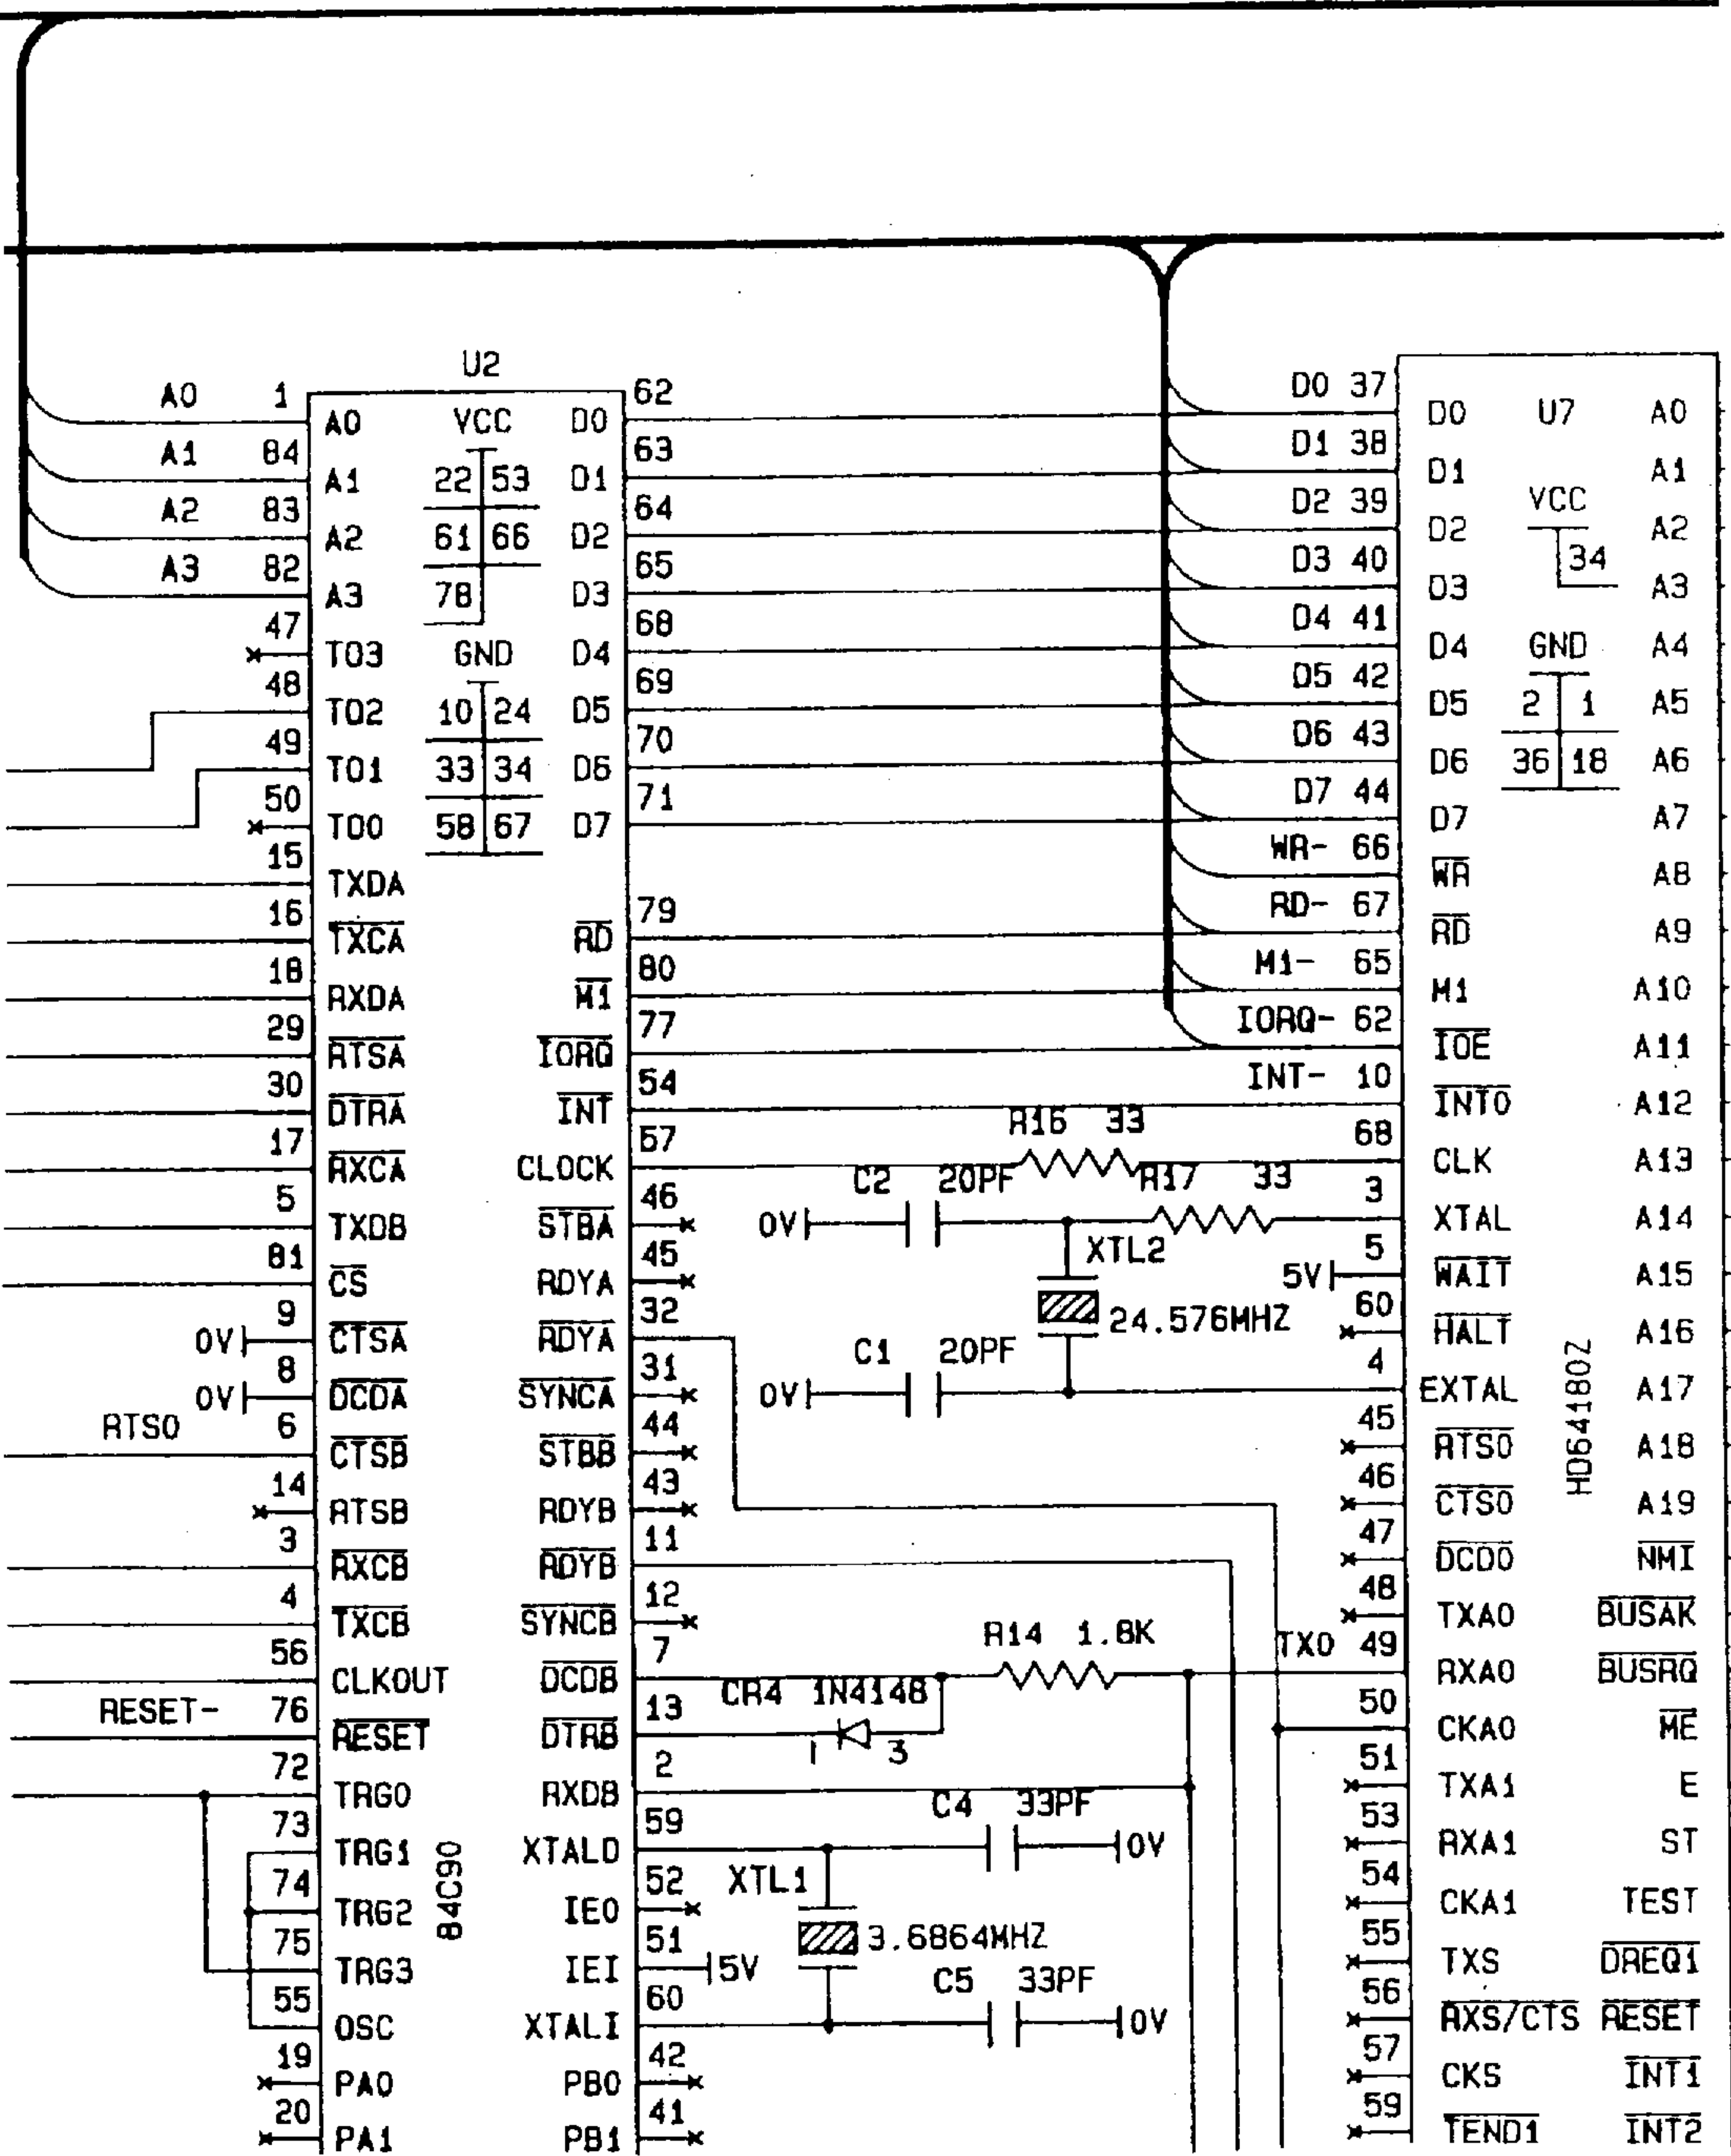 U2
A0 1
A0 VCC D0
62
D0 37
D0 U7 A0
A1 84
A1 22 53 D1
63
D1 38
D1 A1
A2 83
A2 61 66 D2
64
D2 39
D2 VCC A2
A3 82
A3 78 D3
65
D3 40
D3 34 A3
47
TO3 GND D4
68
D4 41
D4 GND A4
48
TO2 10 24 D5
69
D5 42
D5 2 1 A5
49
TO1 33 34 D6
70
D6 43
D6 36 18 A6
50
TO0 58 67 D7
71
D7 44
D7 A7
15
TXDA
WR- 66
WR A8
16
TXCA RD
79
RD- 67
RD A9
18
RXDA M1
80
M1- 65
M1 A10
29
RTSA IORQ
77
IORQ- 62
IOE A11
30
DTRA INT
54
INT- 10
INT0 A12
17
RXCA CLOCK
57
R16 33
68
CLK A13
5
TXDB STBA
46
C2 20PF
0V
R17 33
3
XTAL A14
81
CS RDYA
45
XTL2
5V
5
WAIT A15
9
0V
CTSA RDYA
32
24.576MHZ
60
HALT A16
8
0V
DCDA SYNCA
31
C1 20PF
0V
4
EXTAL A17
RTS0 6
CTSB STBB
44
45
RTS0 A18
HD64180Z
14
RTSB RDYB
43
46
CTS0 A19
3
RXCB RDYB
11
47
DCD0 NMI
4
TXCB SYNCB
12
48
TXA0 BUSAK
56
CLKOUT DCDB
7
R14 1.8K
TX0 49
RXA0 BUSRQ
RESET- 76
RESET DTRB
13
CR4 1N4148
1 3
50
CKA0 ME
72
TRG0 RXDB
2
51
TXA1 E
73
TRG1 XTALO
59
C4 33PF
0V
53
RXA1 ST
74
TRG2 IEO
52
XTL1
54
CKA1 TEST
84C90
75
TRG3 IEI
51
5V
3.6864MHZ
55
TXS DREQ1
55
OSC XTALI
60
C5 33PF
0V
56
RXS/CTS RESET
19
PA0 PB0
42
57
CKS INT1
20
PA1 PB1
41
59
TEND1 INT2